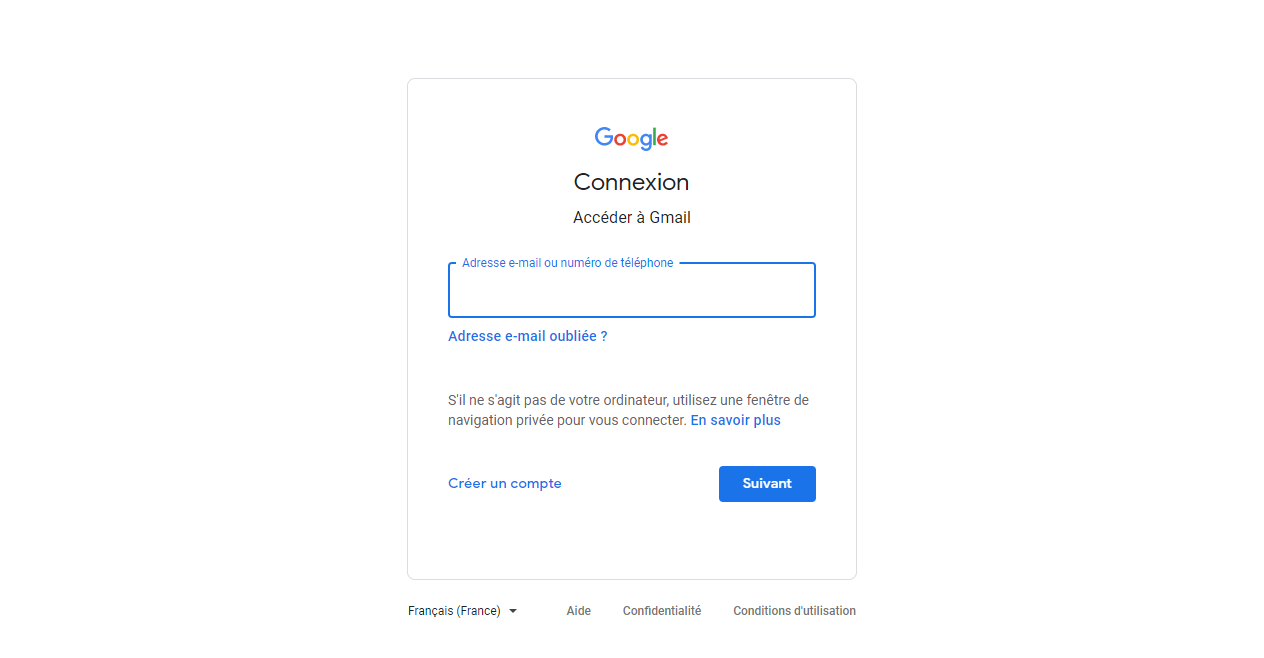 Google
Connexion
Accéder à Gmail
Adresse e-mail ou numéro de téléphone
Adresse e-mail oubliée ?
S'il ne s'agit pas de votre ordinateur, utilisez une fenêtre de
navigation privée pour vous connecter. En savoir plus
Créer un compte
Suivant
Français (France)
Aide
Confidentialité
Conditions d'utilisation